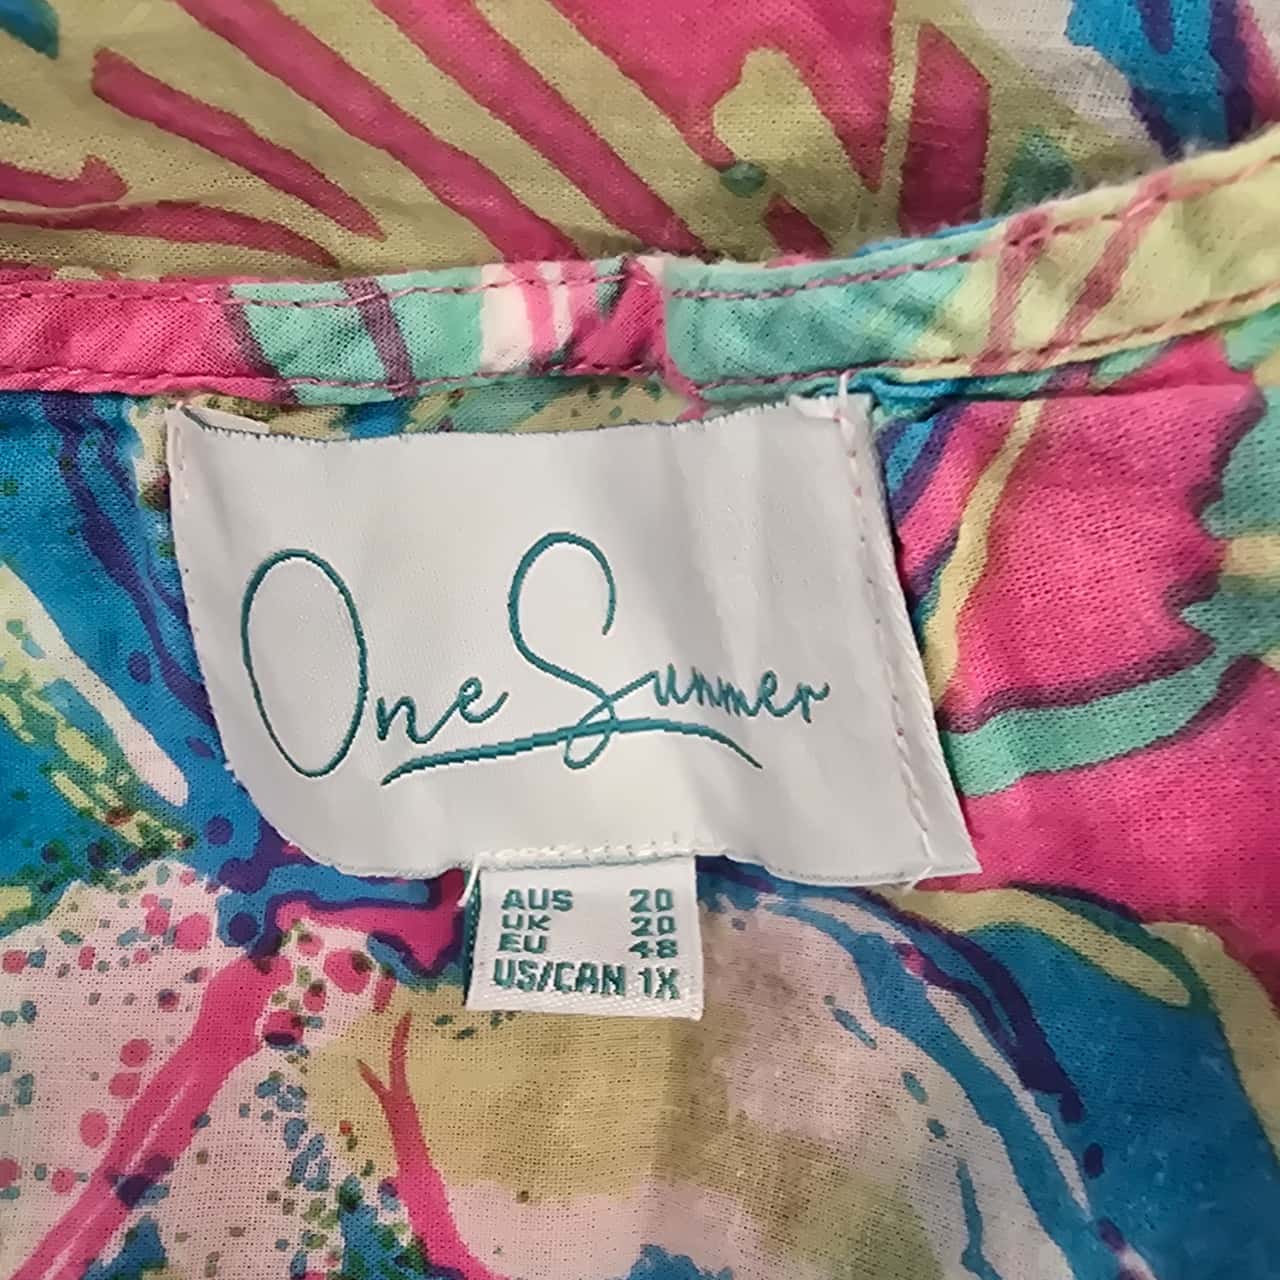 One Summer
AUS 20
UK 20
EU 48
US/CAN 1X